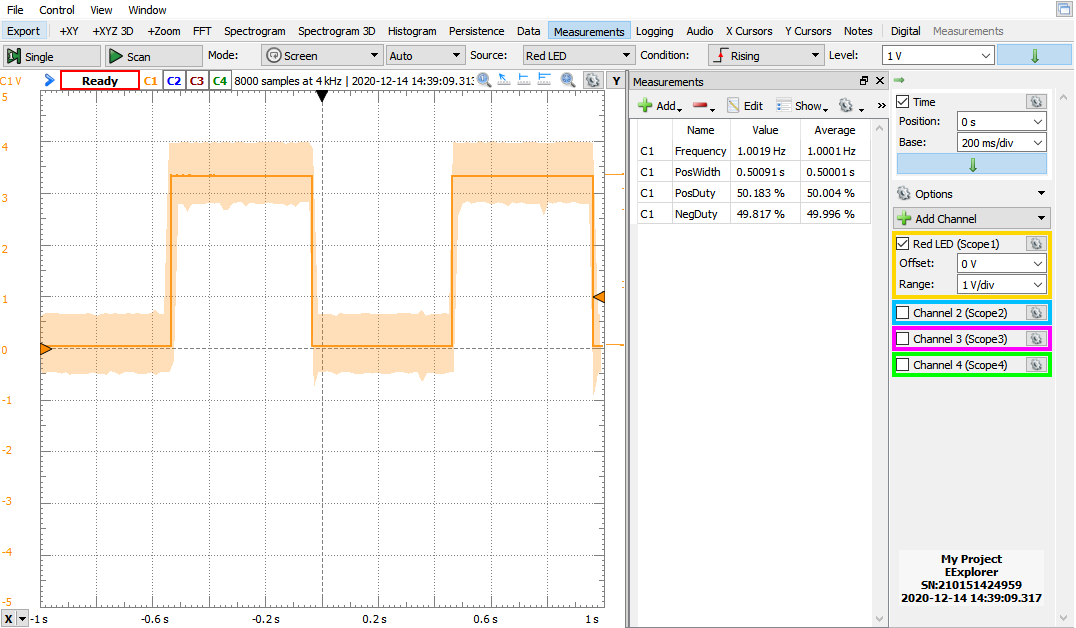 File Control View Window
Export +XY +XYZ 3D +Zoom FFT Spectrogram Spectrogram 3D Histogram Persistence Data Measurements Logging Audio X Cursors Y Cursors Notes Digital Measurements
Single Scan Mode: Screen Auto Source: Red LED Condition: Rising Level: 1 V
C1 V Ready C1 C2 C3 C4 8000 samples at 4 kHz | 2020-12-14 14:39:09.313 Y
5
4
3
2
1
0
-1
-2
-3
-4
-5
X -1 s -0.6 s -0.2 s 0.2 s 0.6 s 1 s
Measurements
Add Edit Show »
Name Value Average
C1 Frequency 1.0019 Hz 1.0001 Hz
C1 PosWidth 0.50091 s 0.50001 s
C1 PosDuty 50.183 % 50.004 %
C1 NegDuty 49.817 % 49.996 %
Time
Position: 0 s
Base: 200 ms/div
Options
Add Channel
Red LED (Scope1)
Offset: 0 V
Range: 1 V/div
Channel 2 (Scope2)
Channel 3 (Scope3)
Channel 4 (Scope4)
My Project
EExplorer
SN:210151424959
2020-12-14 14:39:09.317